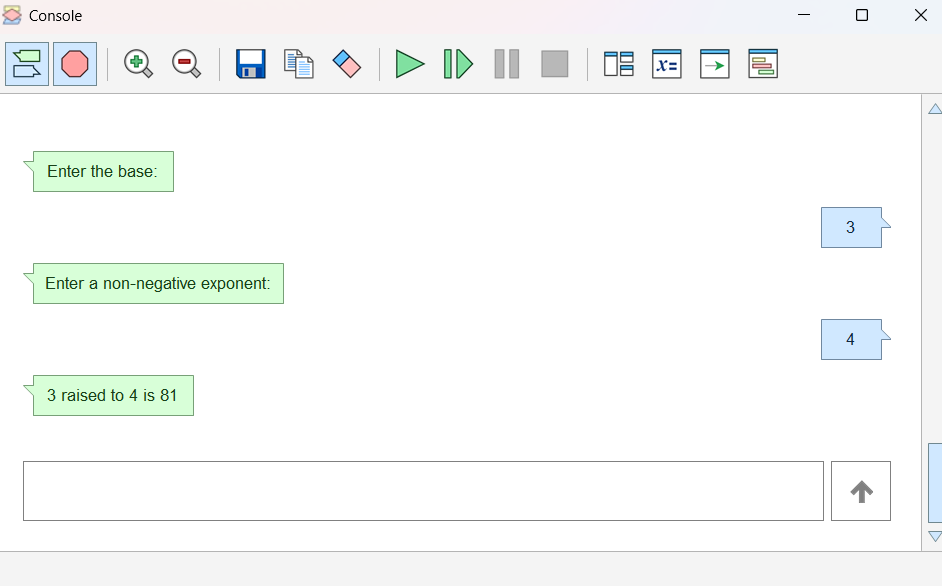 Console
x=
Enter the base:
3
Enter a non-negative exponent:
4
3 raised to 4 is 81